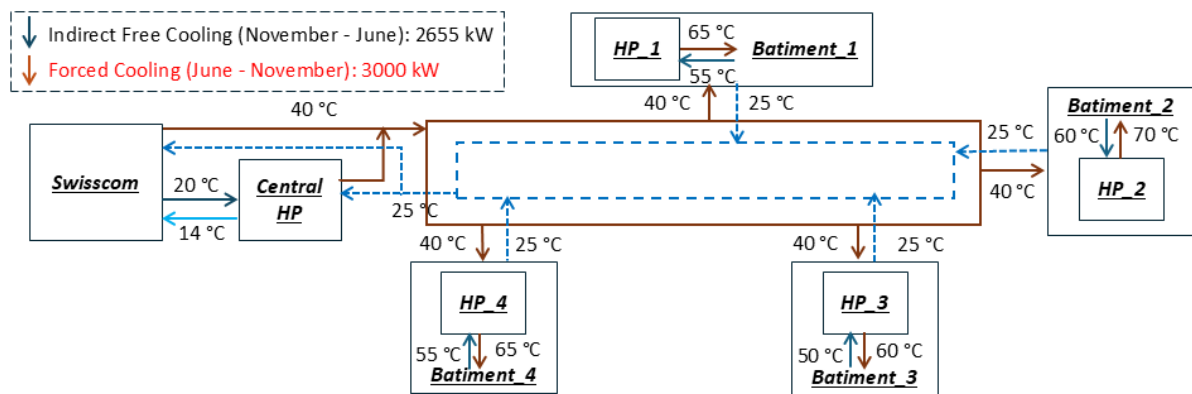 Indirect Free Cooling (November - June): 2655 kW
Forced Cooling (June - November): 3000 kW
65 °C
HP_1
Batiment_1
55 °C
40 °C
25 °C
40 °C
Batiment_2
25 °C
60 °C
70 °C
HP_2
40 °C
Swisscom
20 °C
14 °C
Central
HP
25 °C
40 °C
25 °C
HP_4
55 °C
65 °C
Batiment_4
40 °C
25 °C
HP_3
50 °C
60 °C
Batiment_3